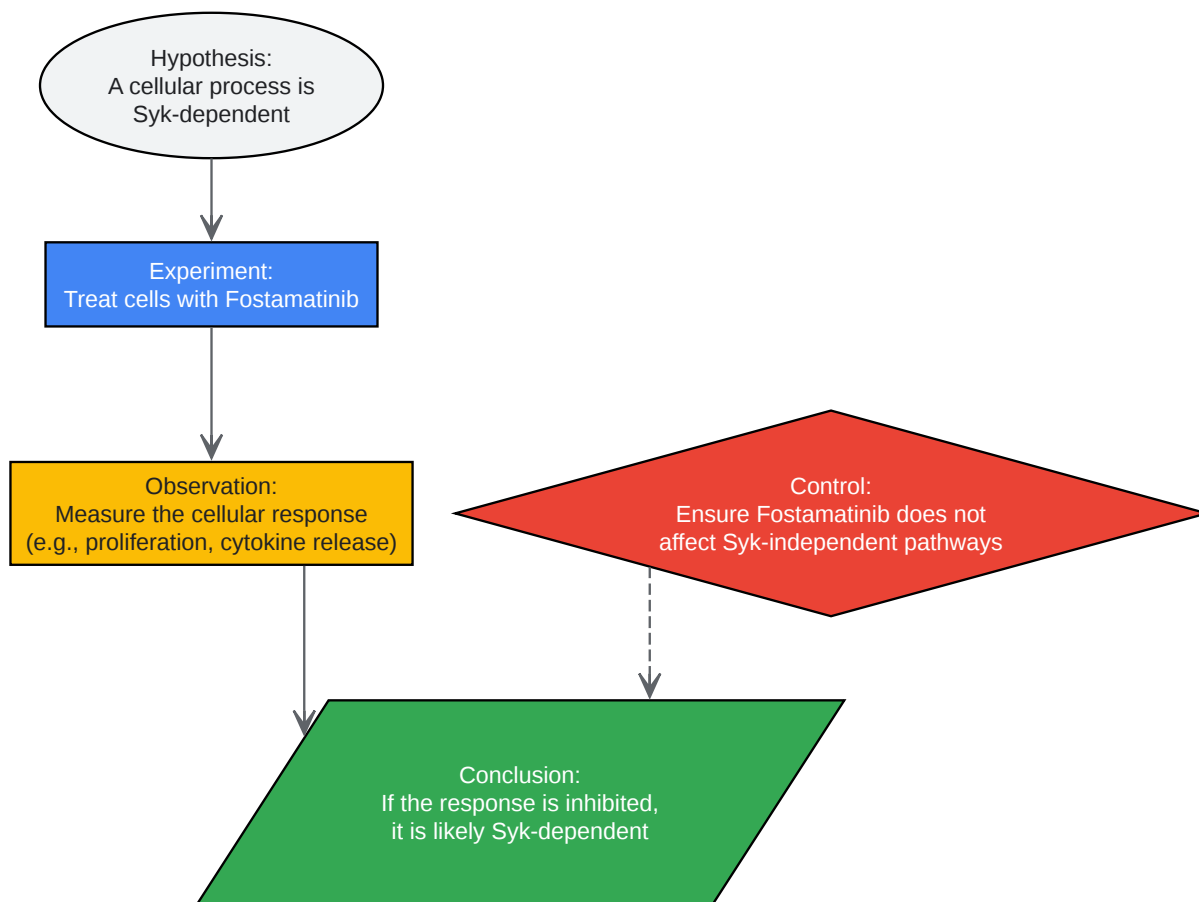 Hypothesis:
A cellular process is
Syk-dependent
Experiment:
Treat cells with Fostamatinib
Observation:
Measure the cellular response
(e.g., proliferation, cytokine release)
Control:
Ensure Fostamatinib does not
affect Syk-independent pathways
Conclusion:
If the response is inhibited,
it is likely Syk-dependent